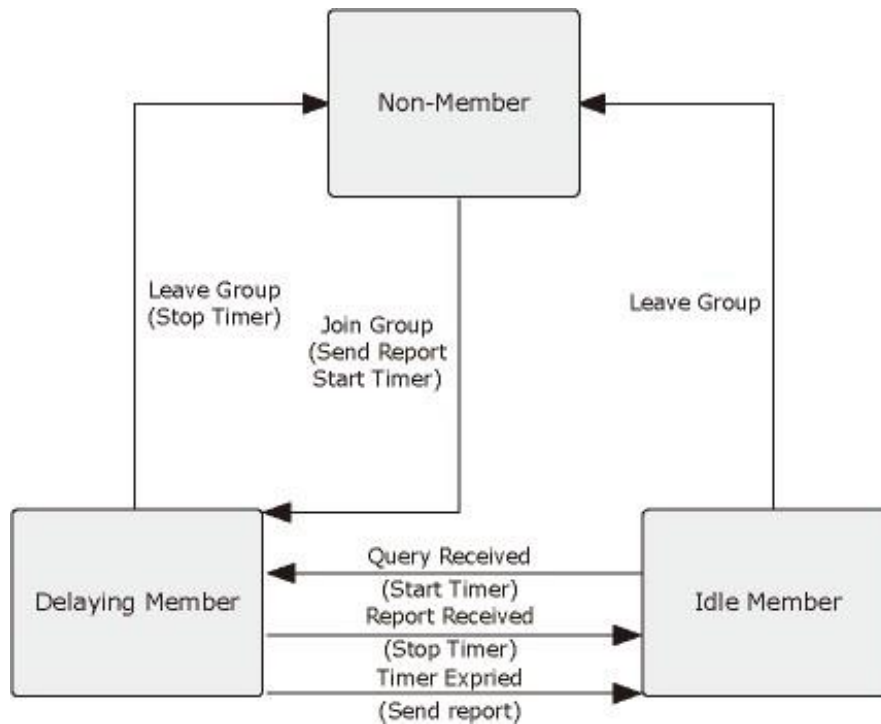 Non-Member
Leave Group
(Stop Timer)
Join Group
(Send Report
Start Timer)
Leave Group
Delaying Member
Query Received
(Start Timer)
Report Received
(Stop Timer)
Timer Expried
(Send report)
Idle Member